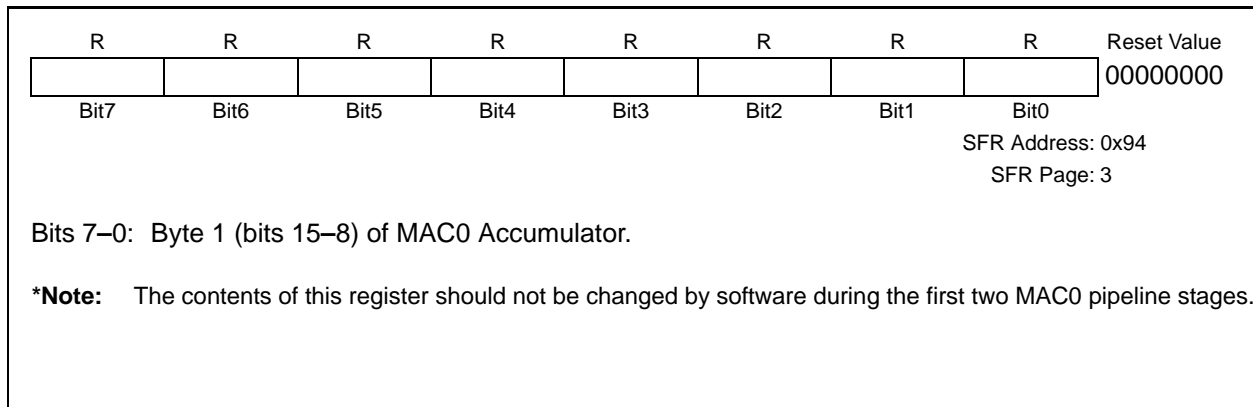 R R R R R R R R Reset Value
00000000
Bit7 Bit6 Bit5 Bit4 Bit3 Bit2 Bit1 Bit0
SFR Address: 0x94
SFR Page: 3
Bits 7–0: Byte 1 (bits 15–8) of MAC0 Accumulator.
*Note: The contents of this register should not be changed by software during the first two MAC0 pipeline stages.